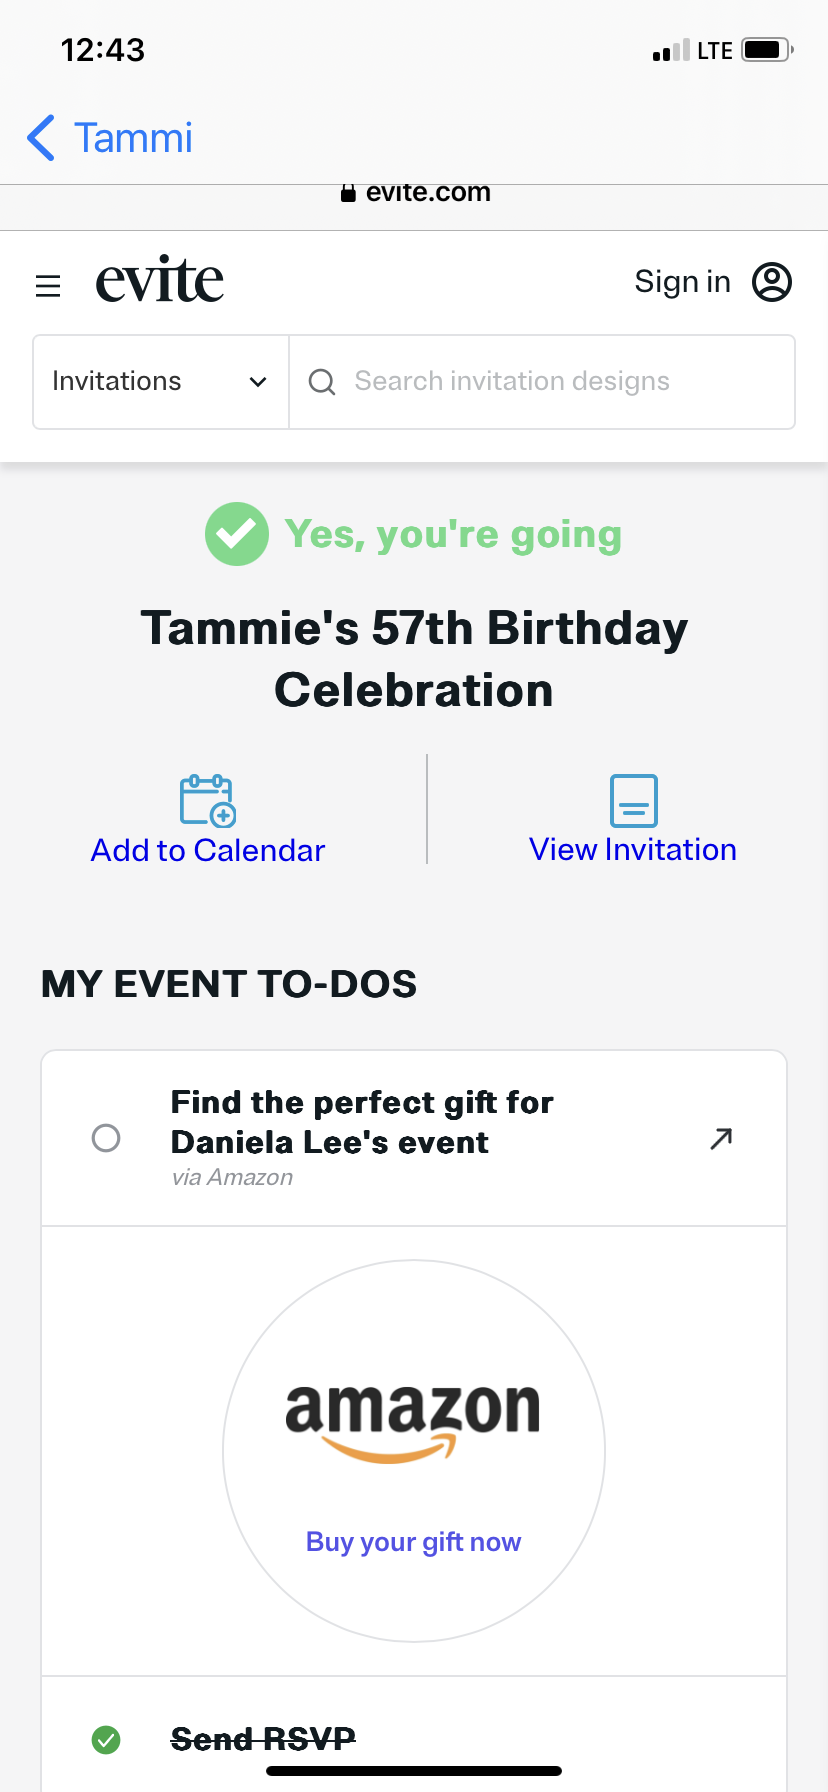 12:43 LTE
Tammi
evite.com
evite Sign in
Invitations Search invitation designs
Yes, you're going
Tammie's 57th Birthday
Celebration
Add to Calendar View Invitation
MY EVENT TO-DOS
Find the perfect gift for
Daniela Lee's event
via Amazon
amazon
Buy your gift now
Send RSVP